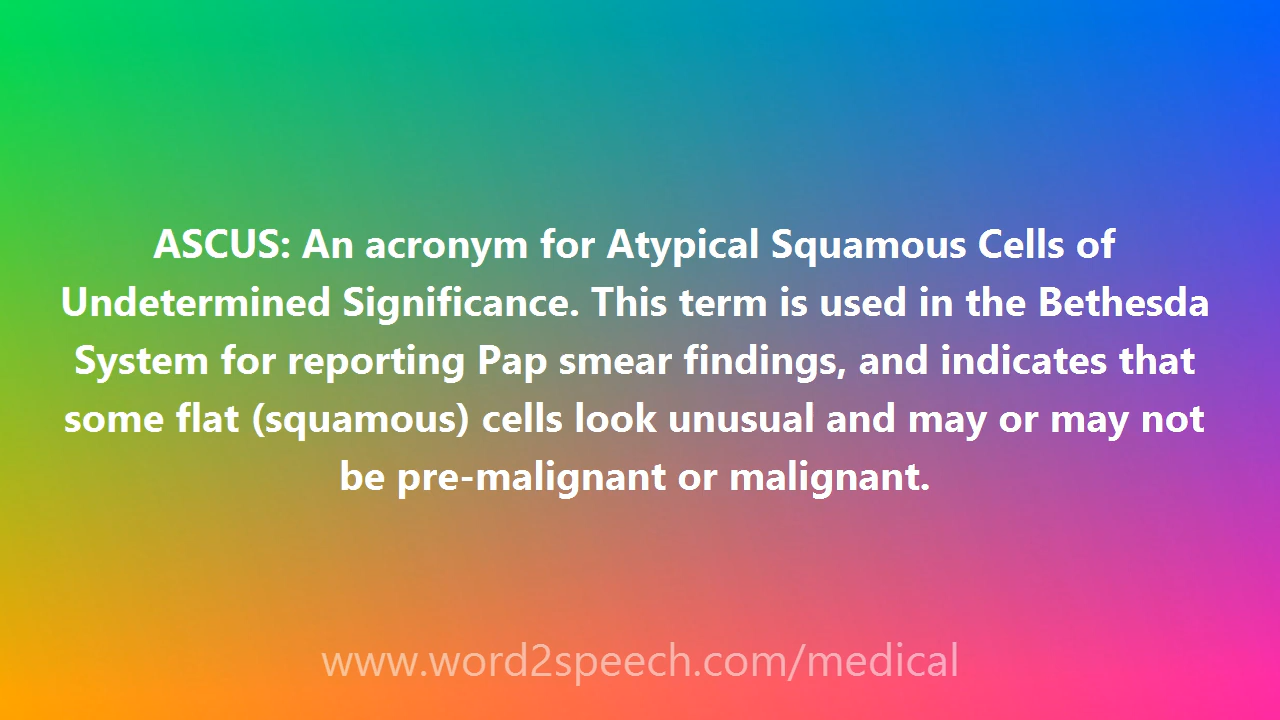 ASCUS: An acronym for Atypical Squamous Cells of
Undetermined Significance. This term is used in the Bethesda
System for reporting Pap smear findings, and indicates that
some flat (squamous) cells look unusual and may or may not
be pre-malignant or malignant.
www.word2speech.com/medical